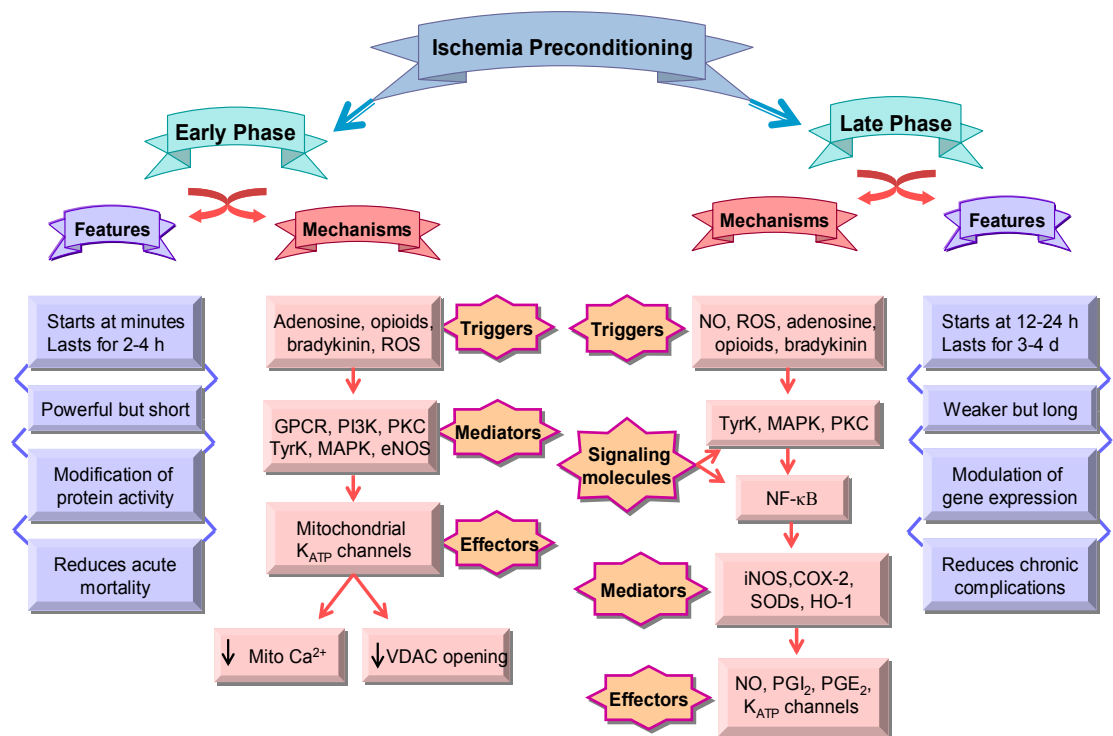 Ischemia Preconditioning
Early Phase
Late Phase
Features
Mechanisms
Mechanisms
Features
Starts at minutes
Lasts for 2-4 h
Powerful but short
Modification of
protein activity
Reduces acute
mortality
Adenosine, opioids,
bradykinin, ROS
Triggers
GPCR, PI3K, PKC
TyrK, MAPK, eNOS
Mediators
Mitochondrial
K_ATP channels
Effectors
↓ Mito Ca²⁺
↓VDAC opening
Triggers
NO, ROS, adenosine,
opioids, bradykinin
Signaling
molecules
TyrK, MAPK, PKC
NF-κB
Mediators
iNOS,COX-2,
SODs, HO-1
Effectors
NO, PGI₂, PGE₂,
K_ATP channels
Starts at 12-24 h
Lasts for 3-4 d
Weaker but long
Modulation of
gene expression
Reduces chronic
complications